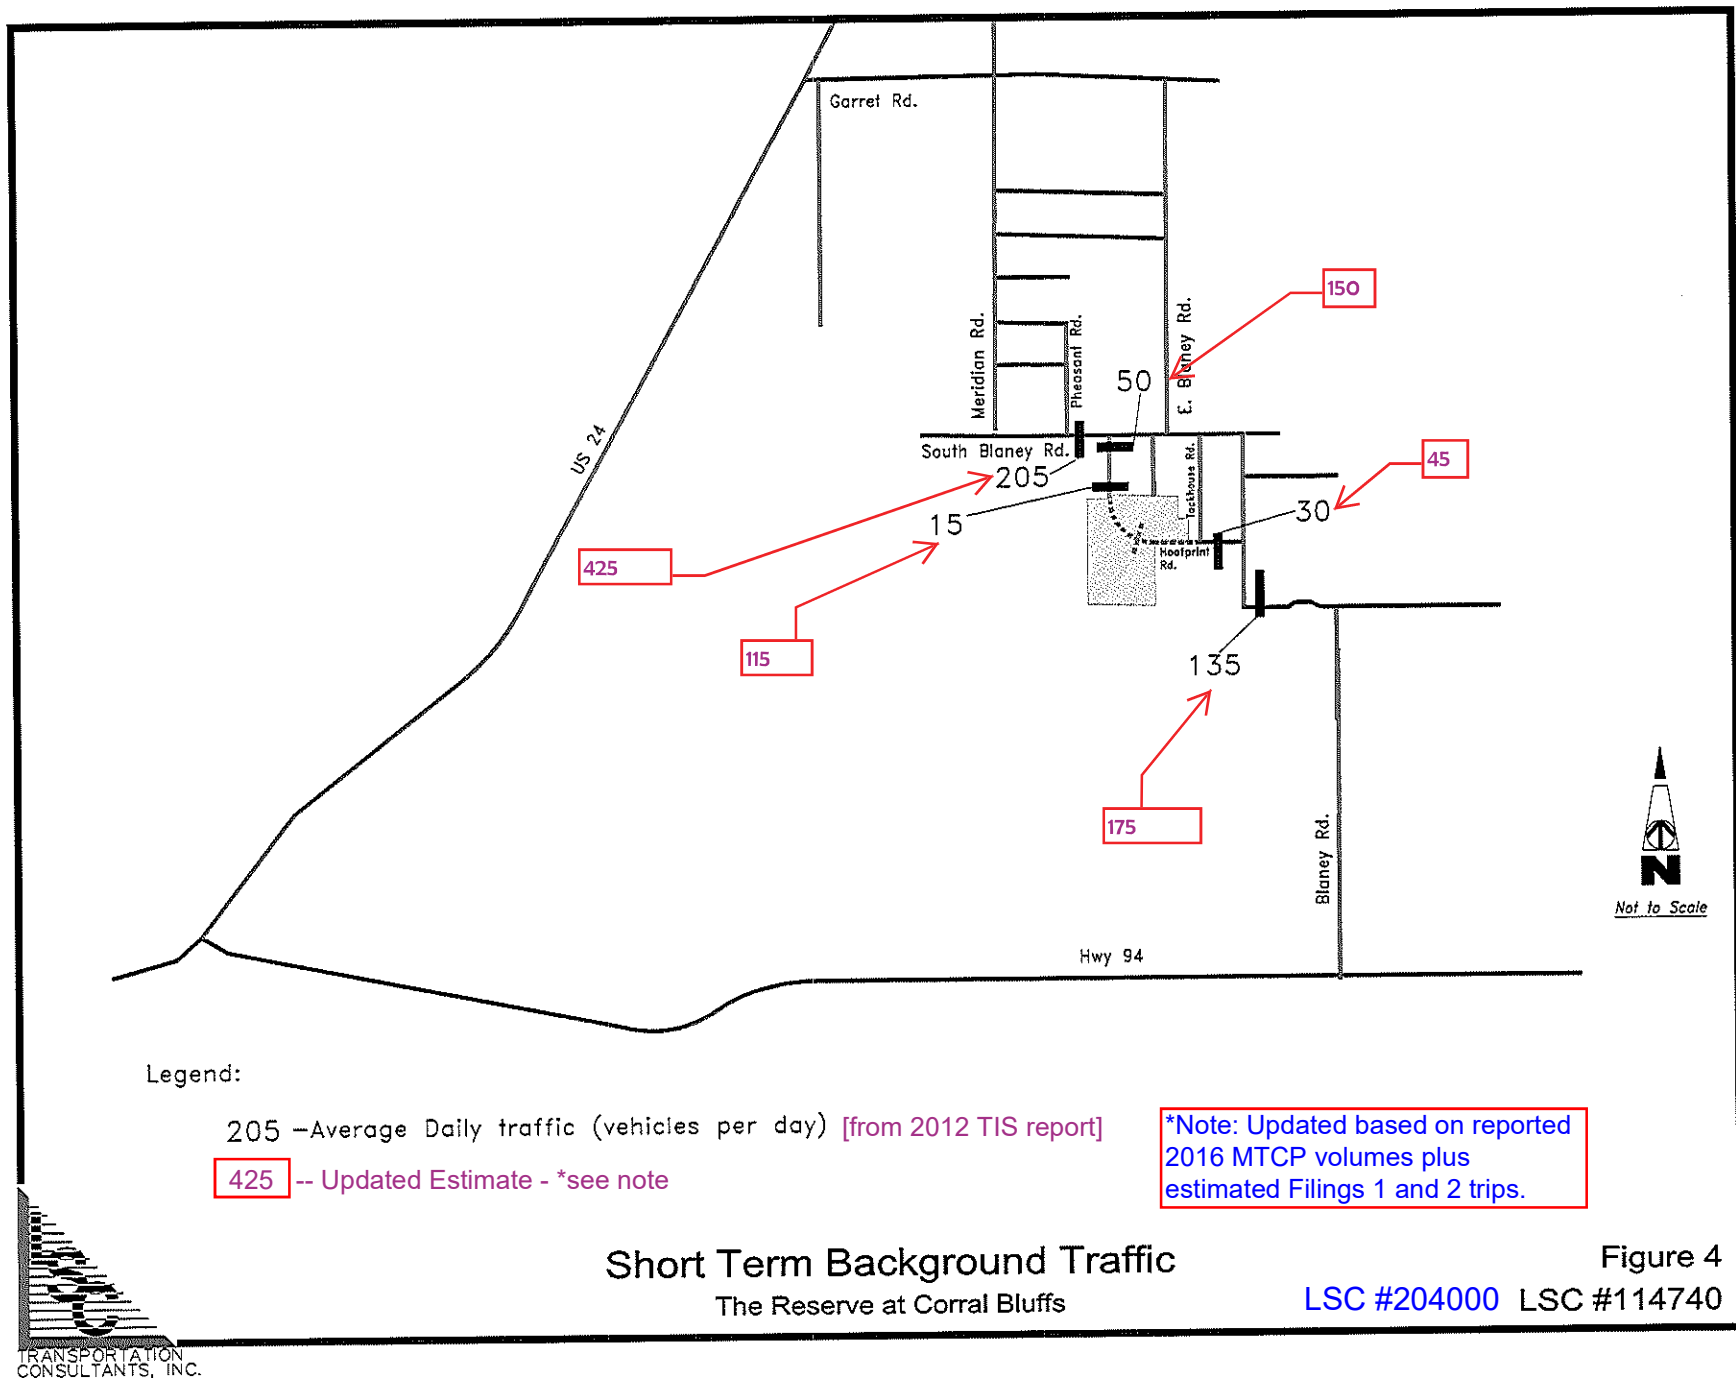 Garret Rd.
150
Meridian Rd.
Pheasant Rd.
E. Blaney Rd.
50
US 24
South Blaney Rd.
205
Tackhouse Rd.
45
15
30
425
Hoofprint
Rd.
115
135
175
Blaney Rd.
N
Not to Scale
Hwy 94
Legend:
205 –Average Daily traffic (vehicles per day) [from 2012 TIS report]
425 -- Updated Estimate - *see note
*Note: Updated based on reported
2016 MTCP volumes plus
estimated Filings 1 and 2 trips.
LSC
TRANSPORTATION
CONSULTANTS, INC.
Short Term Background Traffic
The Reserve at Corral Bluffs
Figure 4
LSC #204000 LSC #114740